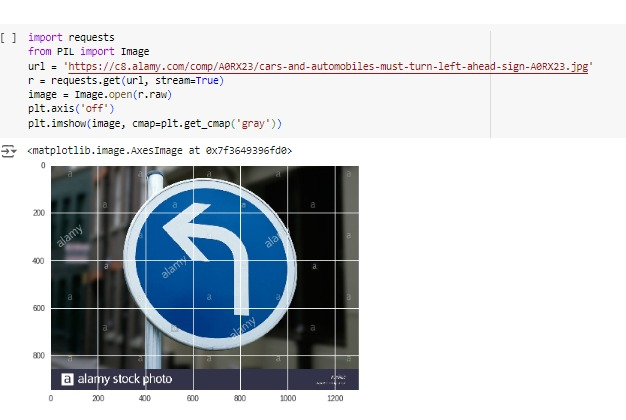 [ ] import requests
from PIL import Image
url = 'https://c8.alamy.com/comp/A0RX23/cars-and-automobiles-must-turn-left-ahead-sign-A0RX23.jpg'
r = requests.get(url, stream=True)
image = Image.open(r.raw)
plt.axis('off')
plt.imshow(image, cmap=plt.get_cmap('gray'))
<matplotlib.image.AxesImage at 0x7f3649396fd0>
0
200
400
600
800
a a
a a a
alamy alamy a
alamy a
a a a
a alamy a
a alamy stock photo
0 200 400 600 800 1000 1200